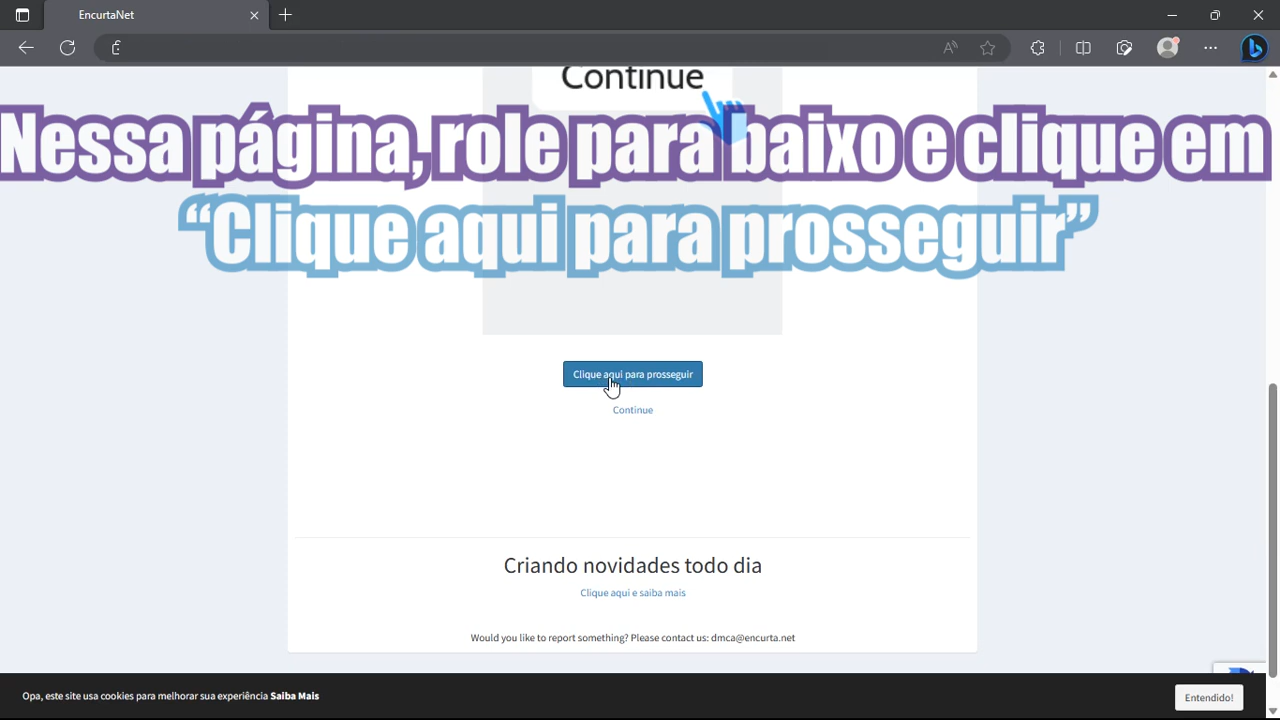 EncurtaNet
Continue
Nessa página, role para baixo e clique em
“Clique aqui para prosseguir”
Clique aqui para prosseguir
Continue
Criando novidades todo dia
Clique aqui e saiba mais
Would you like to report something? Please contact us: dmca@encurta.net
Opa, este site usa cookies para melhorar sua experiência Saiba Mais
Entendido!